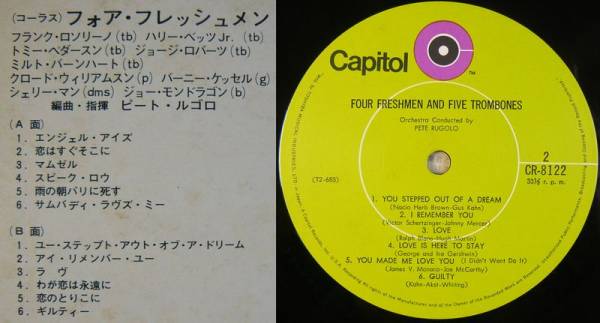 (コーラス) フォア・フレッシュメン
フランク・ロソリーノ(tb) ハリー・ベッツJr. (tb)
トミー・ペダースン(tb) ジョージ・ロバーツ(tb)
ミルト・バーンハート(tb)
クロード・ウィリアムスン(p) バーニー・ケッセル(g)
シェリー・マン(dms) ジョー・モンドラゴン(b)
編曲・指揮 ピート・ルゴロ
(A 面)
1. エンジェル・アイズ
2. 恋はすぐそこに
3. マムゼル
4. スピーク・ロウ
5. 雨の朝パリに死す
6. サムバディ・ラヴズ・ミー
(B 面)
1. ユー・ステップト・アウト・オブ・ア・ドリーム
2. アイ・リメンバー・ユー
3. ラ ヴ
4. わが恋は永遠に
5. 恋のとりこに
6. ギルティー
Capitol
TM
FOUR FRESHMEN AND FIVE TROMBONES
Orchestra Conducted by
PETE RUGOLO
2
CR-8122
33⅓ r. p. m.
(T2-683)
1. YOU STEPPED OUT OF A DREAM
(Nacio Herb Brown-Gus Kahn)
2. I REMEMBER YOU
(Victor Schertzinger-Johnny Mercer)
3. LOVE
(Ralph Blane-Hugh Martin)
4. LOVE IS HERE TO STAY
(George and Ira Gershwin)
5. YOU MADE ME LOVE YOU (I Didn't Want Do It)
(James V. Monaco-Joe McCarthy)
6. GUILTY
(Kahn-Akst-Whiting)